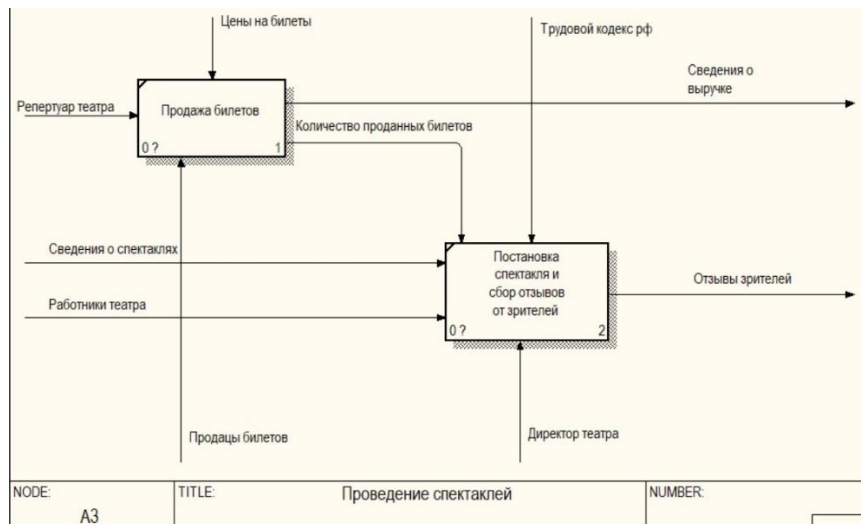 Цены на билеты
Трудовой кодекс рф
Сведения о
выручке
Репертуар театра
Продажа билетов
Количество проданных билетов
0 ?
1
Сведения о спектаклях
Постановка
спектакля и
сбор отзывов
от зрителей
Отзывы зрителей
Работники театра
0 ?
2
Продацы билетов
Директор театра
NODE:
TITLE:
Проведение спектаклей
NUMBER:
A3